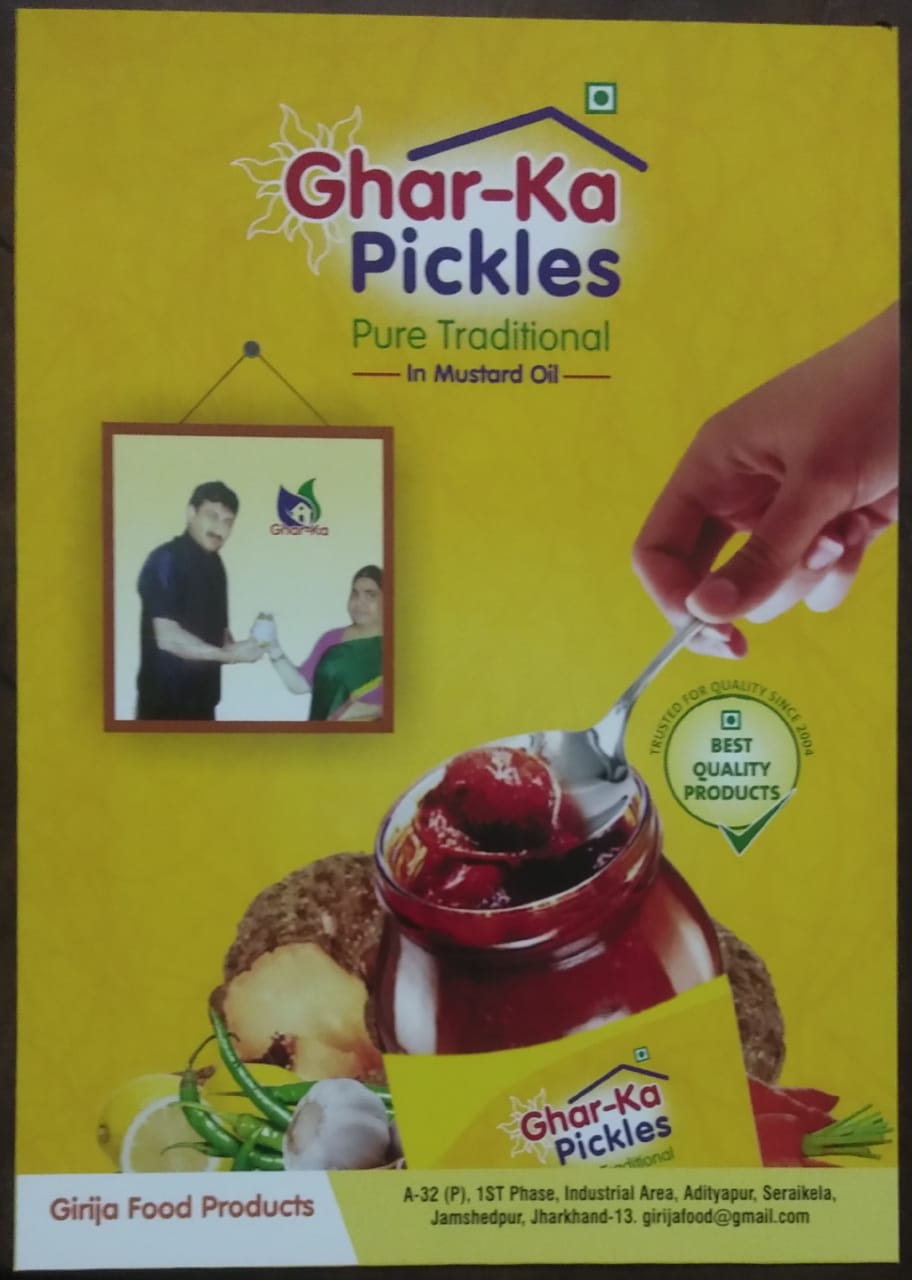 Ghar-Ka
Pickles
Pure Traditional
In Mustard Oil
Ghar-Ka
TRUSTED FOR QUALITY SINCE 2004
BEST
QUALITY
PRODUCTS
Ghar-Ka
Pickles
Girija Food Products
A-32 (P), 1ST Phase, Industrial Area, Adityapur, Seraikela,
Jamshedpur, Jharkhand-13. girijafood@gmail.com